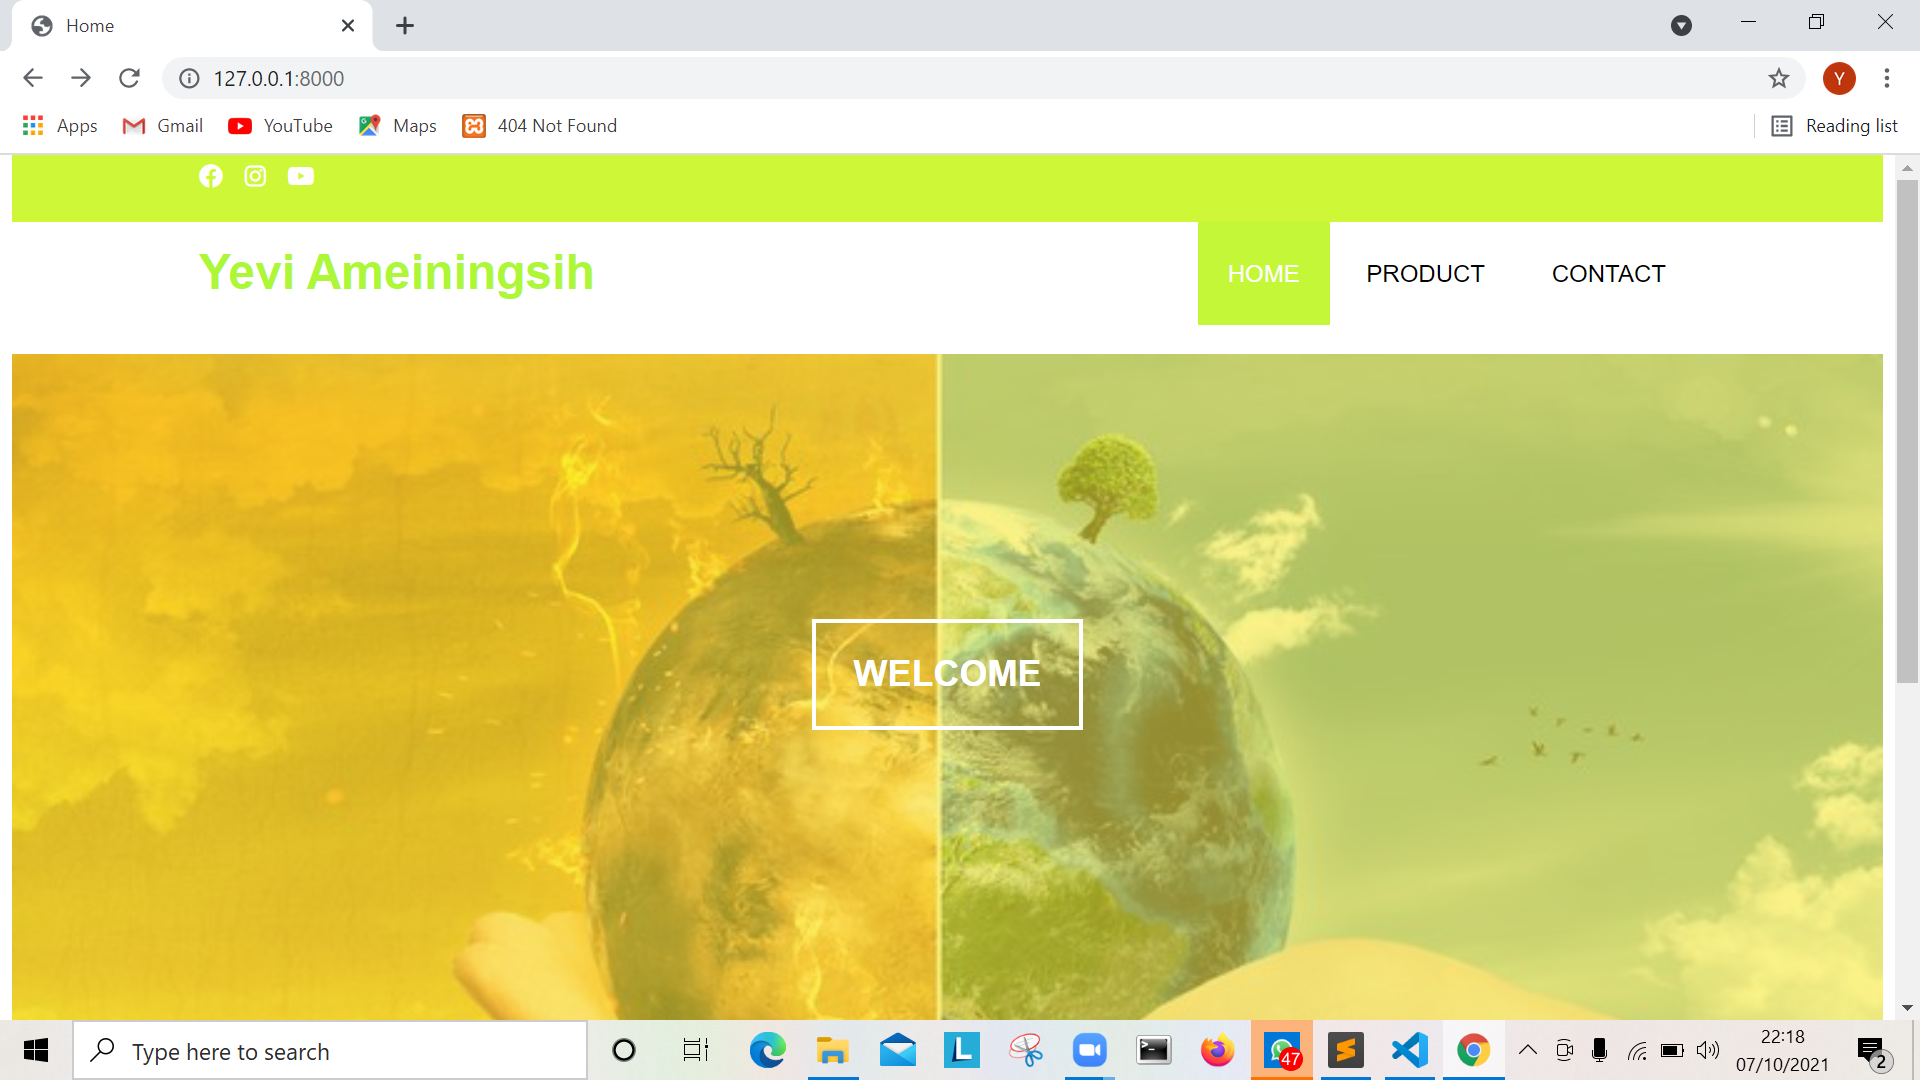 Home
127.0.0.1:8000
Y
Apps
Gmail
YouTube
Maps
404 Not Found
Reading list
Yevi Ameiningsih
HOME
PRODUCT
CONTACT
WELCOME
Type here to search
L
47
22:18
07/10/2021
2